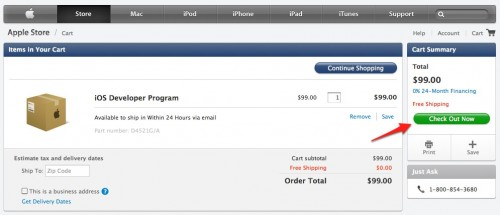 Store Mac iPod iPhone iPad iTunes Support
Apple Store / Cart
Help Account Cart
Items in Your Cart
Continue Shopping
iOS Developer Program $99.00 1 $99.00
Available to ship in Within 24 Hours via email
Remove Save
Part number: D4521G/A
Estimate tax and delivery dates
Ship To: Zip Code
This is a business address ?
Get Delivery Dates
Cart subtotal $99.00
Free Shipping $0.00
Order Total $99.00
Cart Summary
Total
$99.00
0% 24-Month Financing
Free Shipping
Check Out Now
Print Save
Just Ask
1-800-854-3680